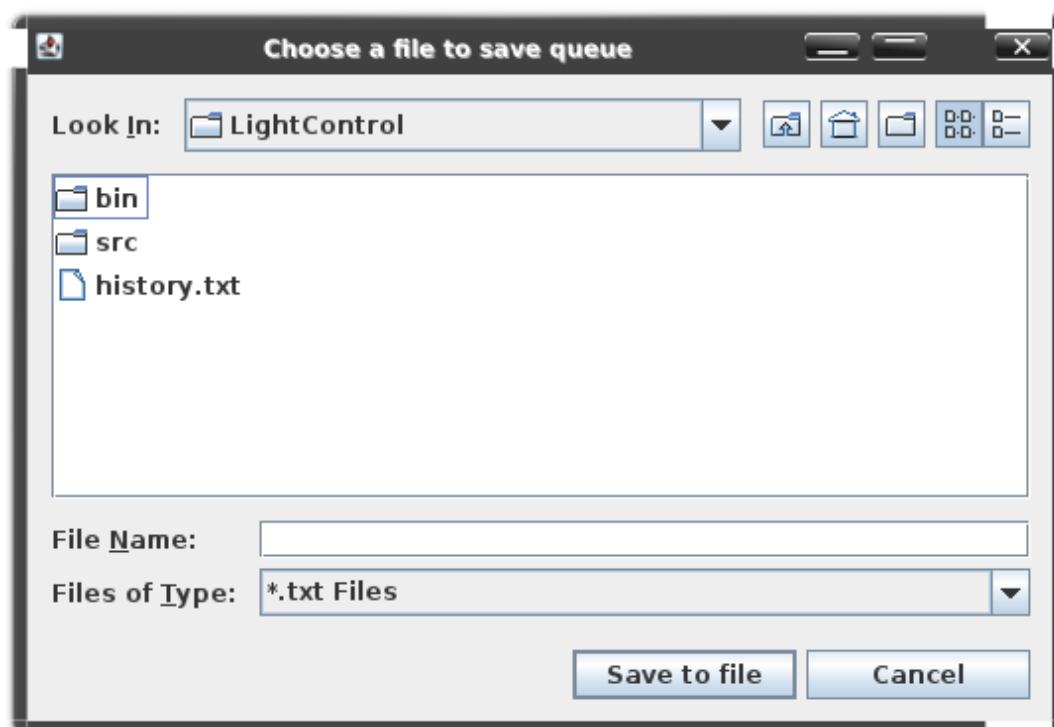 Choose a file to save queue
Look In: LightControl
bin
src
history.txt
File Name:
Files of Type: *.txt Files
Save to file Cancel